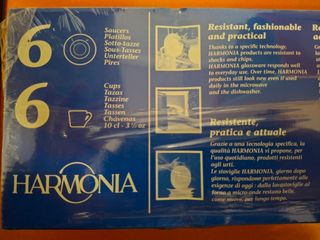 6
Saucers
Platillos
Sotto-tazze
Sous-Tasses
Unterteller
Pires
6
Cups
Tazas
Tazzine
Tasses
Tassen
Chávenas
10 cl - 3 1/2 oz
HARMONIA
Resistant, fashionable
and practical
Thanks to a specific technology,
HARMONIA products are resistant to
shocks and chips.
HARMONIA glassware responds well
to everyday use. Over time, HARMONIA
products still look new even if used
daily in the microwave
and the dishwasher.
Resistente,
pratica e attuale
Grazie a una tecnologia specifica, la
qualità HARMONIA vi propone, per
l'uso quotidiano, prodotti resistenti
agli urti.
Le stoviglie HARMONIA, giorno dopo
giorno, rispondono perfettamente alle
esigenze di oggi : dalla lavastoviglie al
forno a micro-onde restano belle,
come nuove, per lungo tempo.